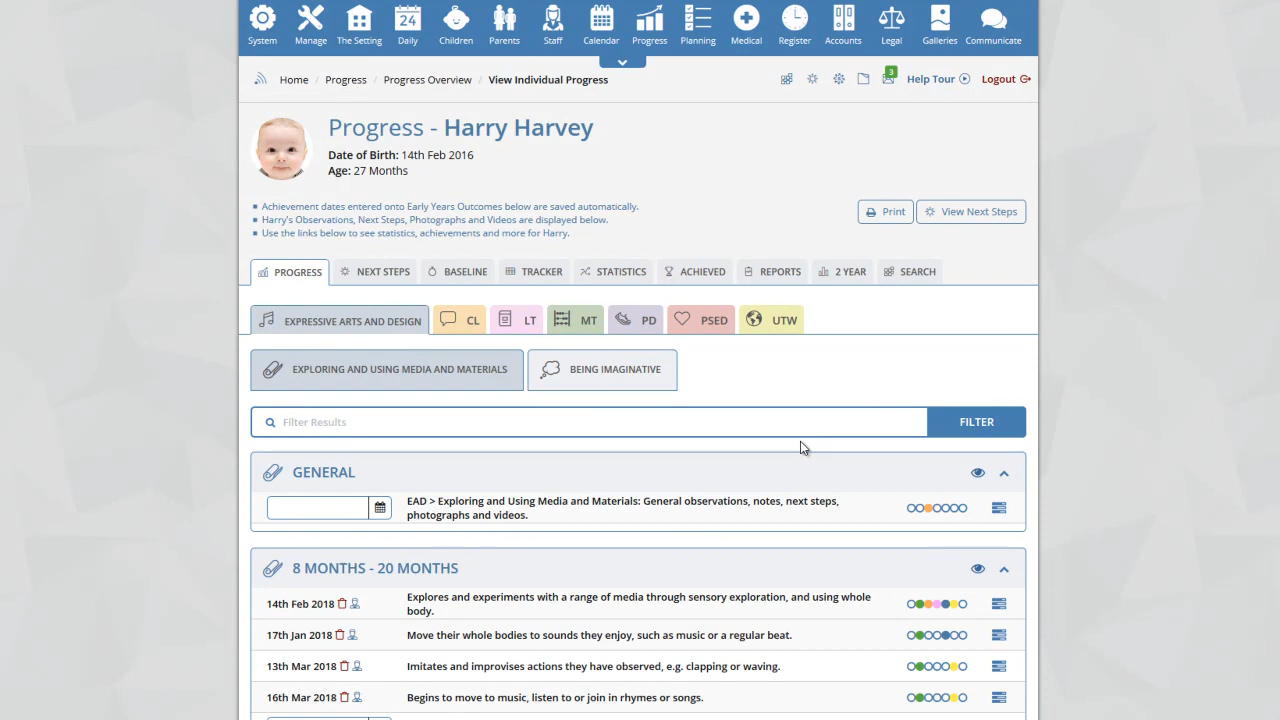 System Manage The Setting 24 Daily Children Parents Staff Calendar Progress Planning Medical Register Accounts Legal Galleries Communicate
Home / Progress / Progress Overview / View Individual Progress
3
Help Tour Logout
Progress - Harry Harvey
Date of Birth: 14th Feb 2016
Age: 27 Months
Achievement dates entered onto Early Years Outcomes below are saved automatically.
Harry's Observations, Next Steps, Photographs and Videos are displayed below.
Use the links below to see statistics, achievements and more for Harry.
Print View Next Steps
PROGRESS NEXT STEPS BASELINE TRACKER STATISTICS ACHIEVED REPORTS 2 YEAR SEARCH
EXPRESSIVE ARTS AND DESIGN CL LT MT PD PSED UTW
EXPLORING AND USING MEDIA AND MATERIALS BEING IMAGINATIVE
Filter Results FILTER
GENERAL
EAD > Exploring and Using Media and Materials: General observations, notes, next steps,
photographs and videos.
8 MONTHS - 20 MONTHS
14th Feb 2018 Explores and experiments with a range of media through sensory exploration, and using whole
body.
17th Jan 2018 Move their whole bodies to sounds they enjoy, such as music or a regular beat.
13th Mar 2018 Imitates and improvises actions they have observed, e.g. clapping or waving.
16th Mar 2018 Begins to move to music, listen to or join in rhymes or songs.